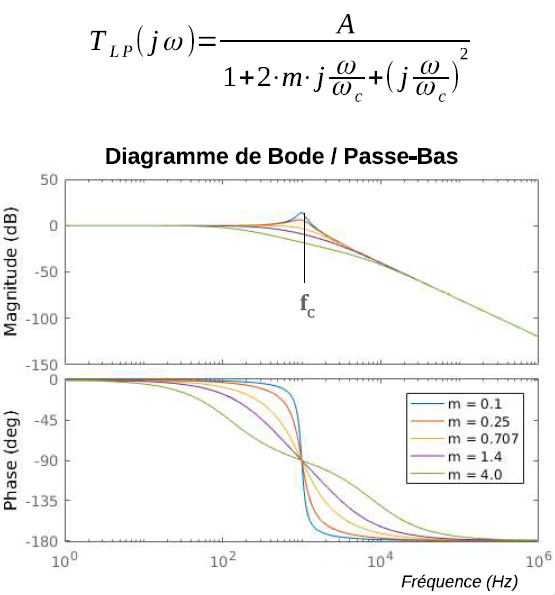 T_LP(jω)=A/(1+2·m·j ω/ω_c+(j ω/ω_c)^2)
Diagramme de Bode / Passe-Bas
Magnitude (dB)
50
0
-50
-100
-150
f_c
Phase (deg)
0
-45
-90
-135
-180
m = 0.1
m = 0.25
m = 0.707
m = 1.4
m = 4.0
10^0
10^2
10^4
10^6
Fréquence (Hz)